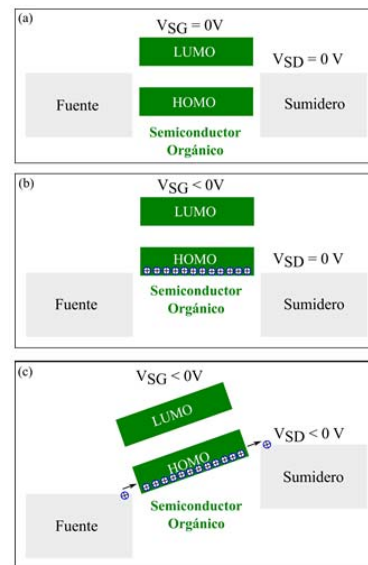 (a)
VSG = 0V
LUMO
VSD = 0 V
Fuente
HOMO
Sumidero
Semiconductor
Orgánico
(b)
VSG < 0V
LUMO
HOMO
VSD = 0 V
Fuente
Semiconductor
Orgánico
Sumidero
(c)
VSG < 0V
LUMO
VSD < 0 V
HOMO
Sumidero
Fuente
Semiconductor
Orgánico